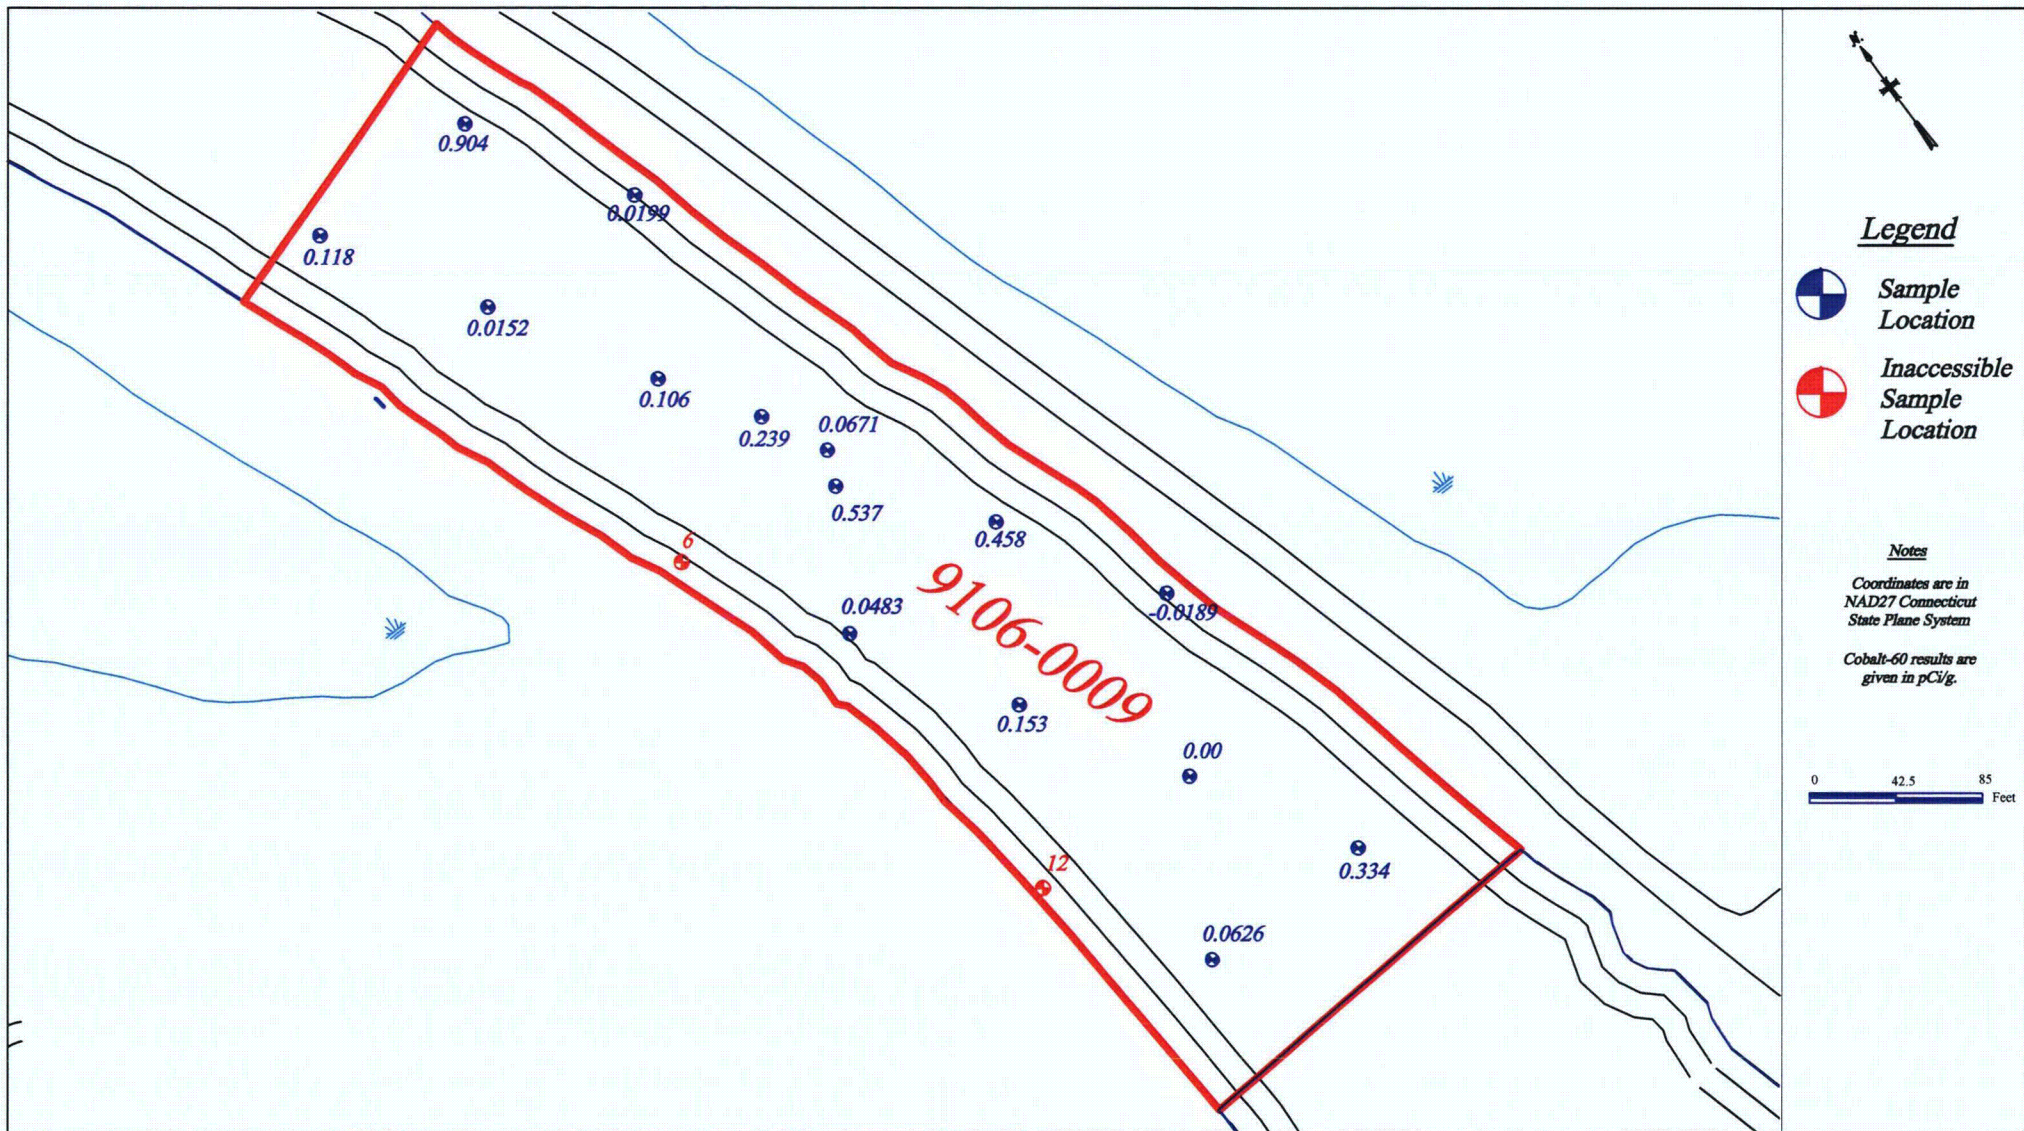 0.904
0.0199
0.118
0.0152
0.106
0.239
0.0671
0.537
0.458
6
0.0483
-0.0189
9106-0009
0.153
0.00
12
0.334
0.0626
N.
Legend
Sample
Location
Inaccessible
Sample
Location
Notes
Coordinates are in
NAD27 Connecticut
State Plane System
Cobalt-60 results are
given in pCi/g.
0 42.5 85
Feet